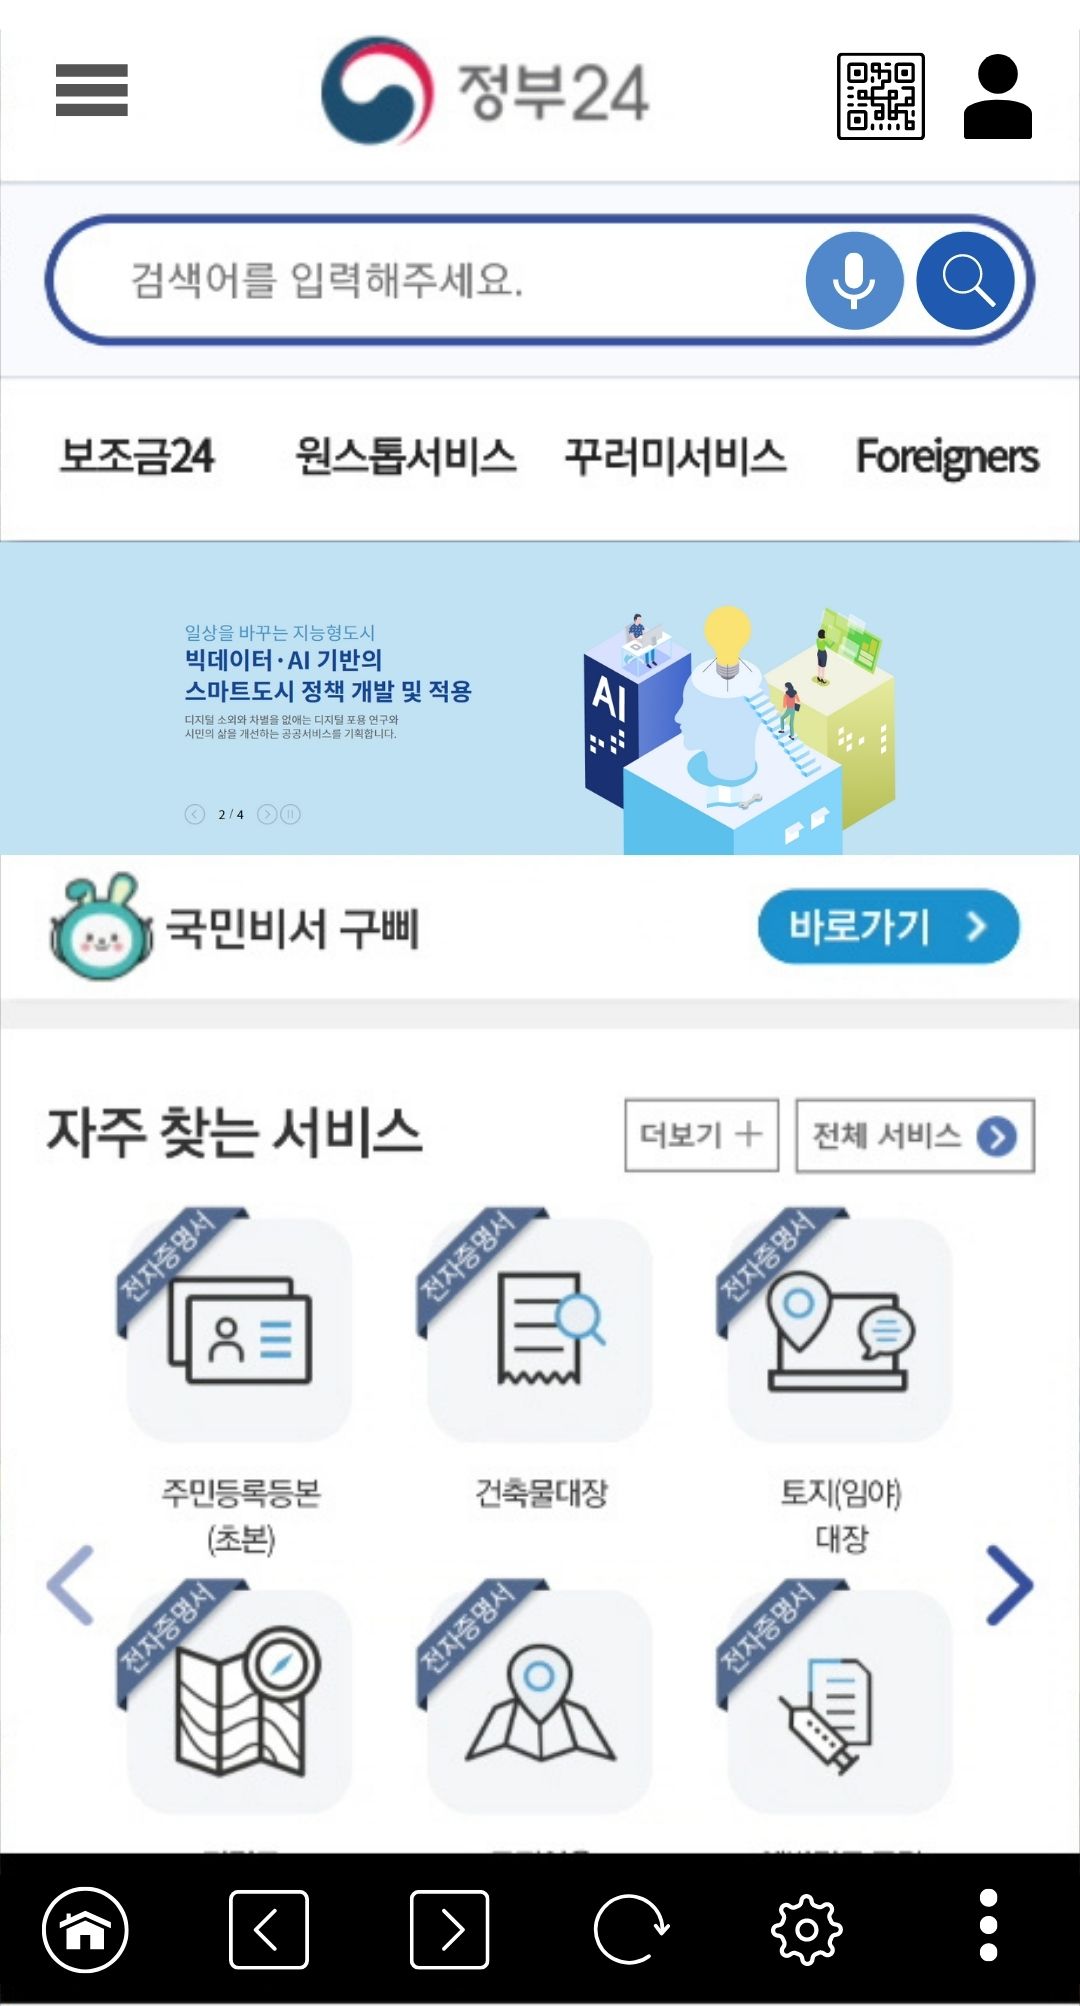 정부24
검색어를 입력해주세요.
보조금24 원스톱서비스 꾸러미서비스 Foreigners
일상을 바꾸는 지능형도시
빅데이터·AI 기반의
스마트도시 정책 개발 및 적용
디지털 소외와 차별을 없애는 디지털 포용 연구와
시민의 삶을 개선하는 공공서비스를 기획합니다.
2 / 4
AI
국민비서 구삐
바로가기
자주 찾는 서비스
더보기 +
전체 서비스
전자증명서 전자증명서 전자증명서
주민등록등본 건축물대장 토지(임야)
(초본) 대장
전자증명서 전자증명서 전자증명서